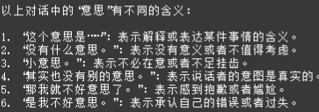 以上对话中的“意思”有不同的含义：
1. “这个意思是……”：表示解释或表达某件事情的含义。
2. “没有什么意思。”：表示没有意义或者不值得考虑。
3. “小意思。”：表示不必在意或者不足挂齿。
4. “其实也没有别的意思。”：表示说话者的意图是真实的。
5. “那我就不好意思了。”：表示感到抱歉或者尴尬。
6. “是我不好意思。”：表示承认自己的错误或者过失。